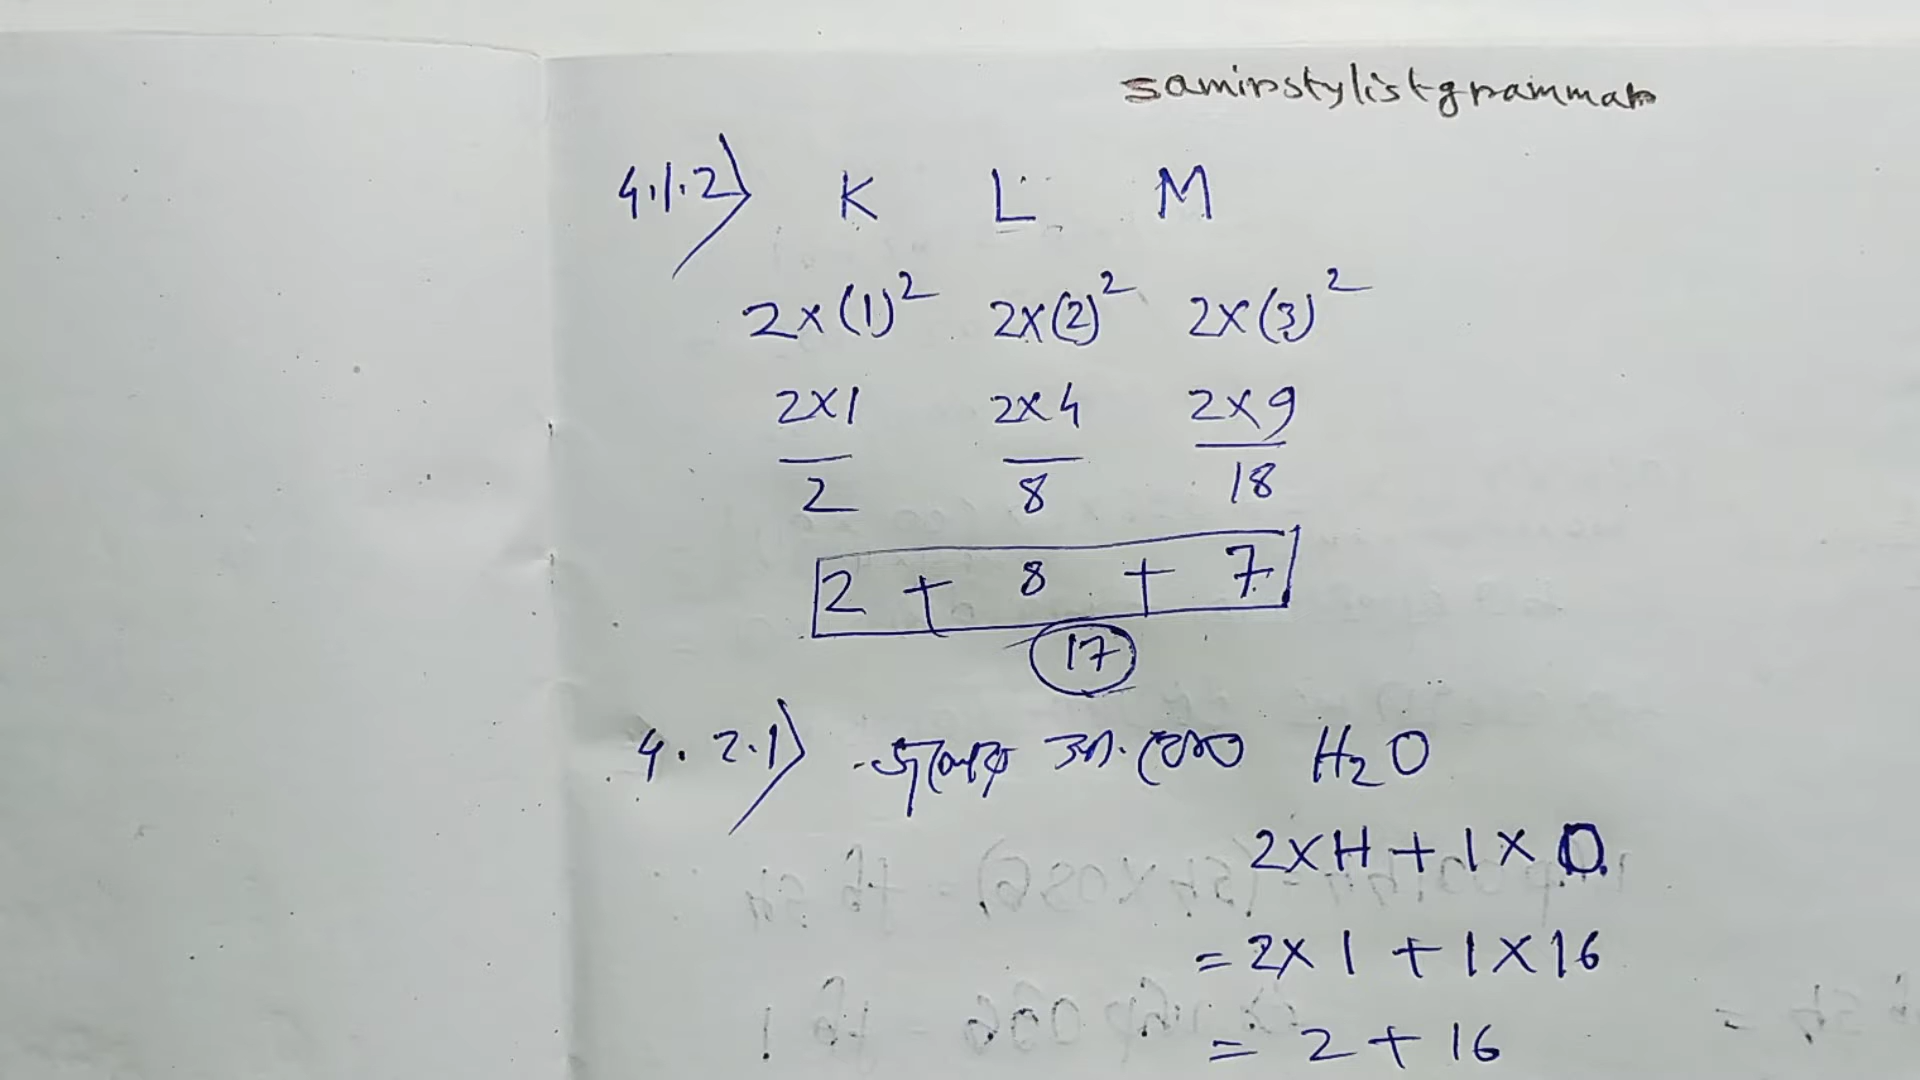 saminstylistgrammar
4.1.2) K L M
2×(1)² 2×(2)² 2×(3)²
2×1 2×4 2×9
2 8 18
2 + 8 + 7
17
4.2.1) H₂O
2×H + 1×O
= 2×1 + 1×16
= 2 + 16